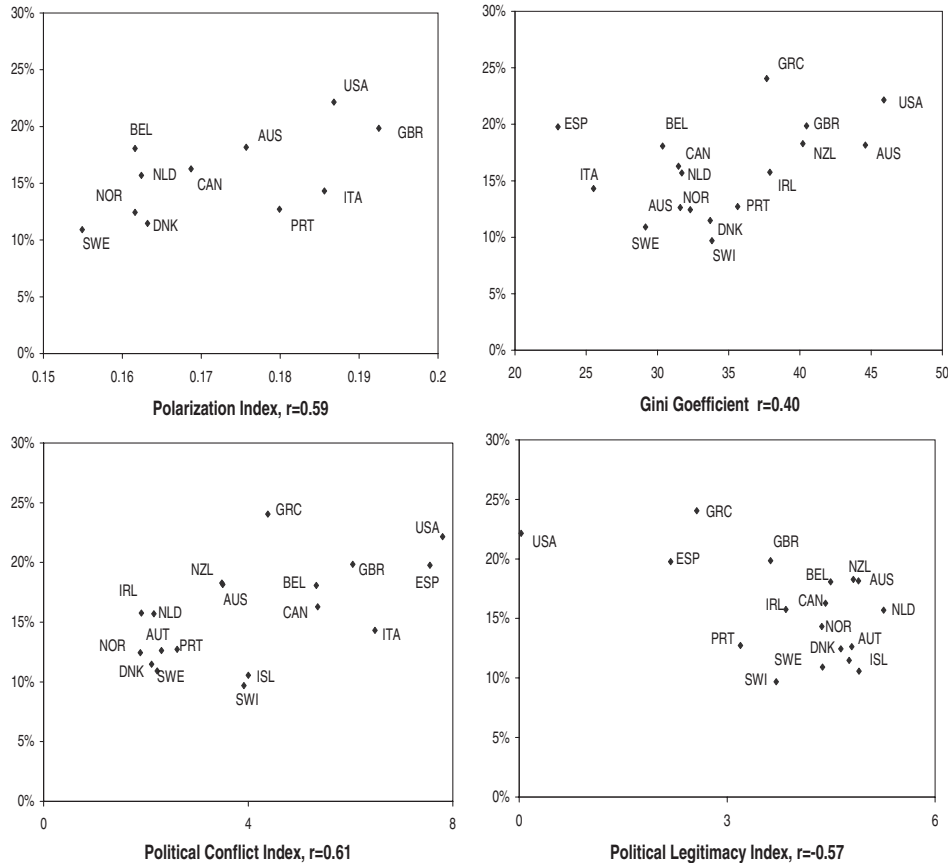 30%
25%
20%
15%
10%
5%
0%
USA
GBR
BEL
AUS
NLD
CAN
NOR
ITA
DNK
PRT
SWE
0.15 0.16 0.17 0.18 0.19 0.2
Polarization Index, r=0.59
30%
25%
20%
15%
10%
5%
0%
GRC
USA
ESP
BEL
GBR
CAN
NZL
AUS
ITA
NLD
IRL
AUS
NOR
PRT
DNK
SWE
SWI
20 25 30 35 40 45 50
Gini Goefficient r=0.40
30%
25%
20%
15%
10%
5%
0%
GRC
USA
NZL
BEL
GBR
ESP
IRL
AUS
NLD
CAN
AUT
ITA
NOR
PRT
DNK
SWE
ISL
SWI
0 4 8
Political Conflict Index, r=0.61
30%
25%
20%
15%
10%
5%
0%
GRC
USA
GBR
ESP
NZL
BEL
AUS
IRL
CAN
NLD
NOR
PRT
DNK
AUT
SWE
ISL
SWI
0 3 6
Political Legitimacy Index, r=-0.57